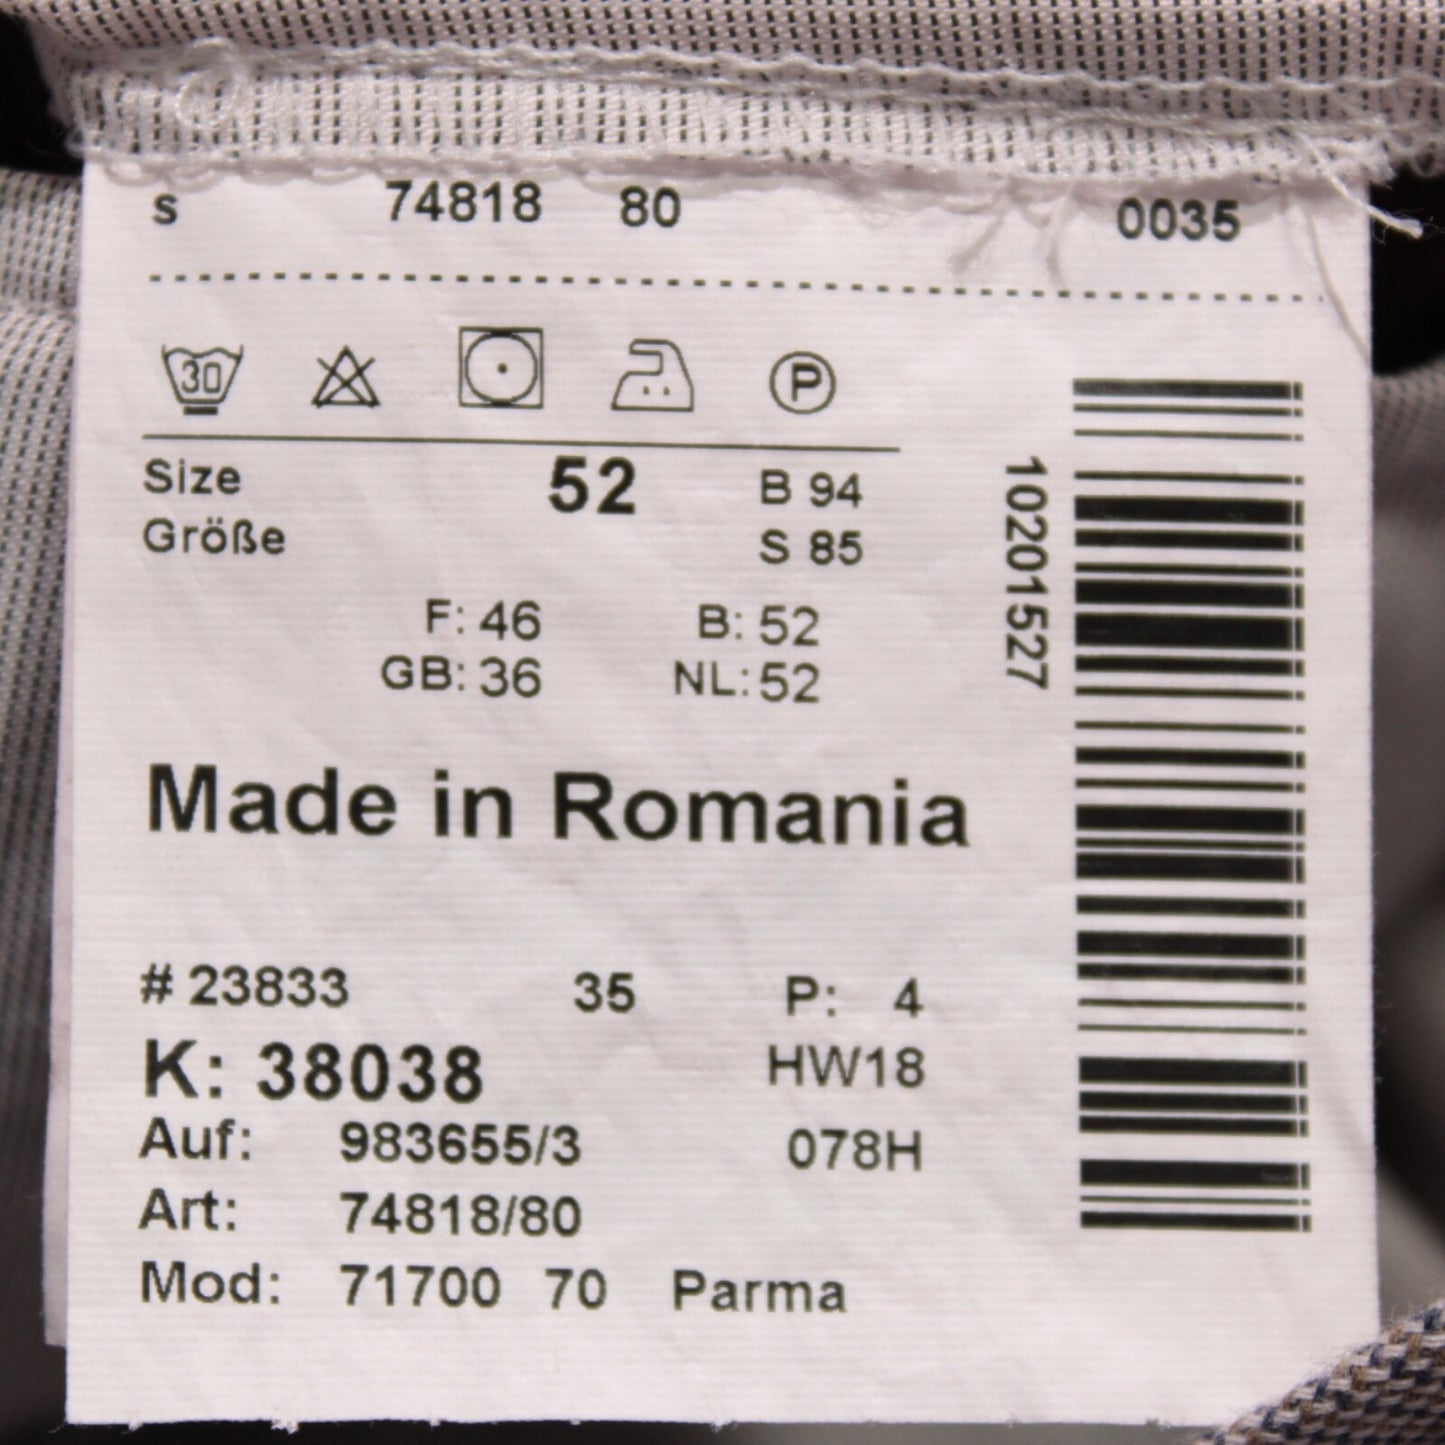 s 74818 80 0035
30 P
Size 52 B 94
Größe S 85
F: 46 B: 52
GB: 36 NL: 52
10201527
Made in Romania
# 23833 35 P: 4
K: 38038 HW18
Auf: 983655/3 078H
Art: 74818/80
Mod: 71700 70 Parma